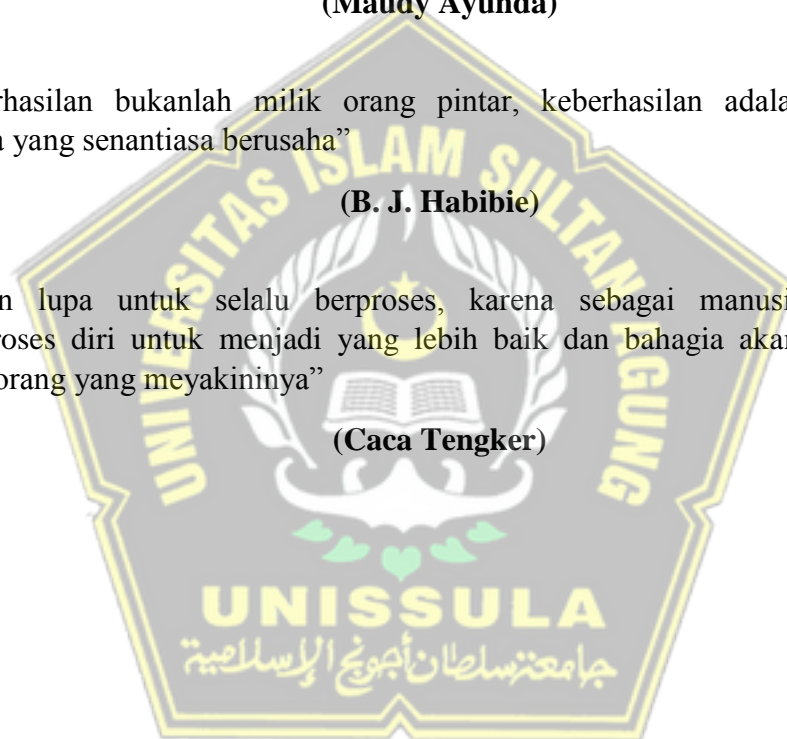 (Maudy Ayunda)
rhasilan bukanlah milik orang pintar, keberhasilan adala
a yang senantiasa berusaha”
(B. J. Habibie)
n lupa untuk selalu berproses, karena sebagai manusi
roses diri untuk menjadi yang lebih baik dan bahagia akan
orang yang meyakininya”
(Caca Tengker)
UNIVERSITAS ISLAM SULTAN AGUNG
UNISSULA
جامعة سلطان أجونج الإسلامية